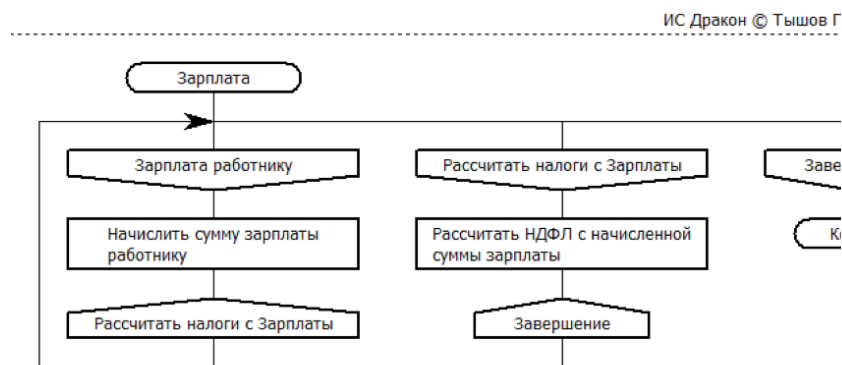 ИС Дракон © Тышов
Зарплата
Зарплата работнику
Рассчитать налоги с Зарплаты
Начислить сумму зарплаты
работнику
Рассчитать НДФЛ с начисленной
суммы зарплаты
Рассчитать налоги с Зарплаты
Завершение